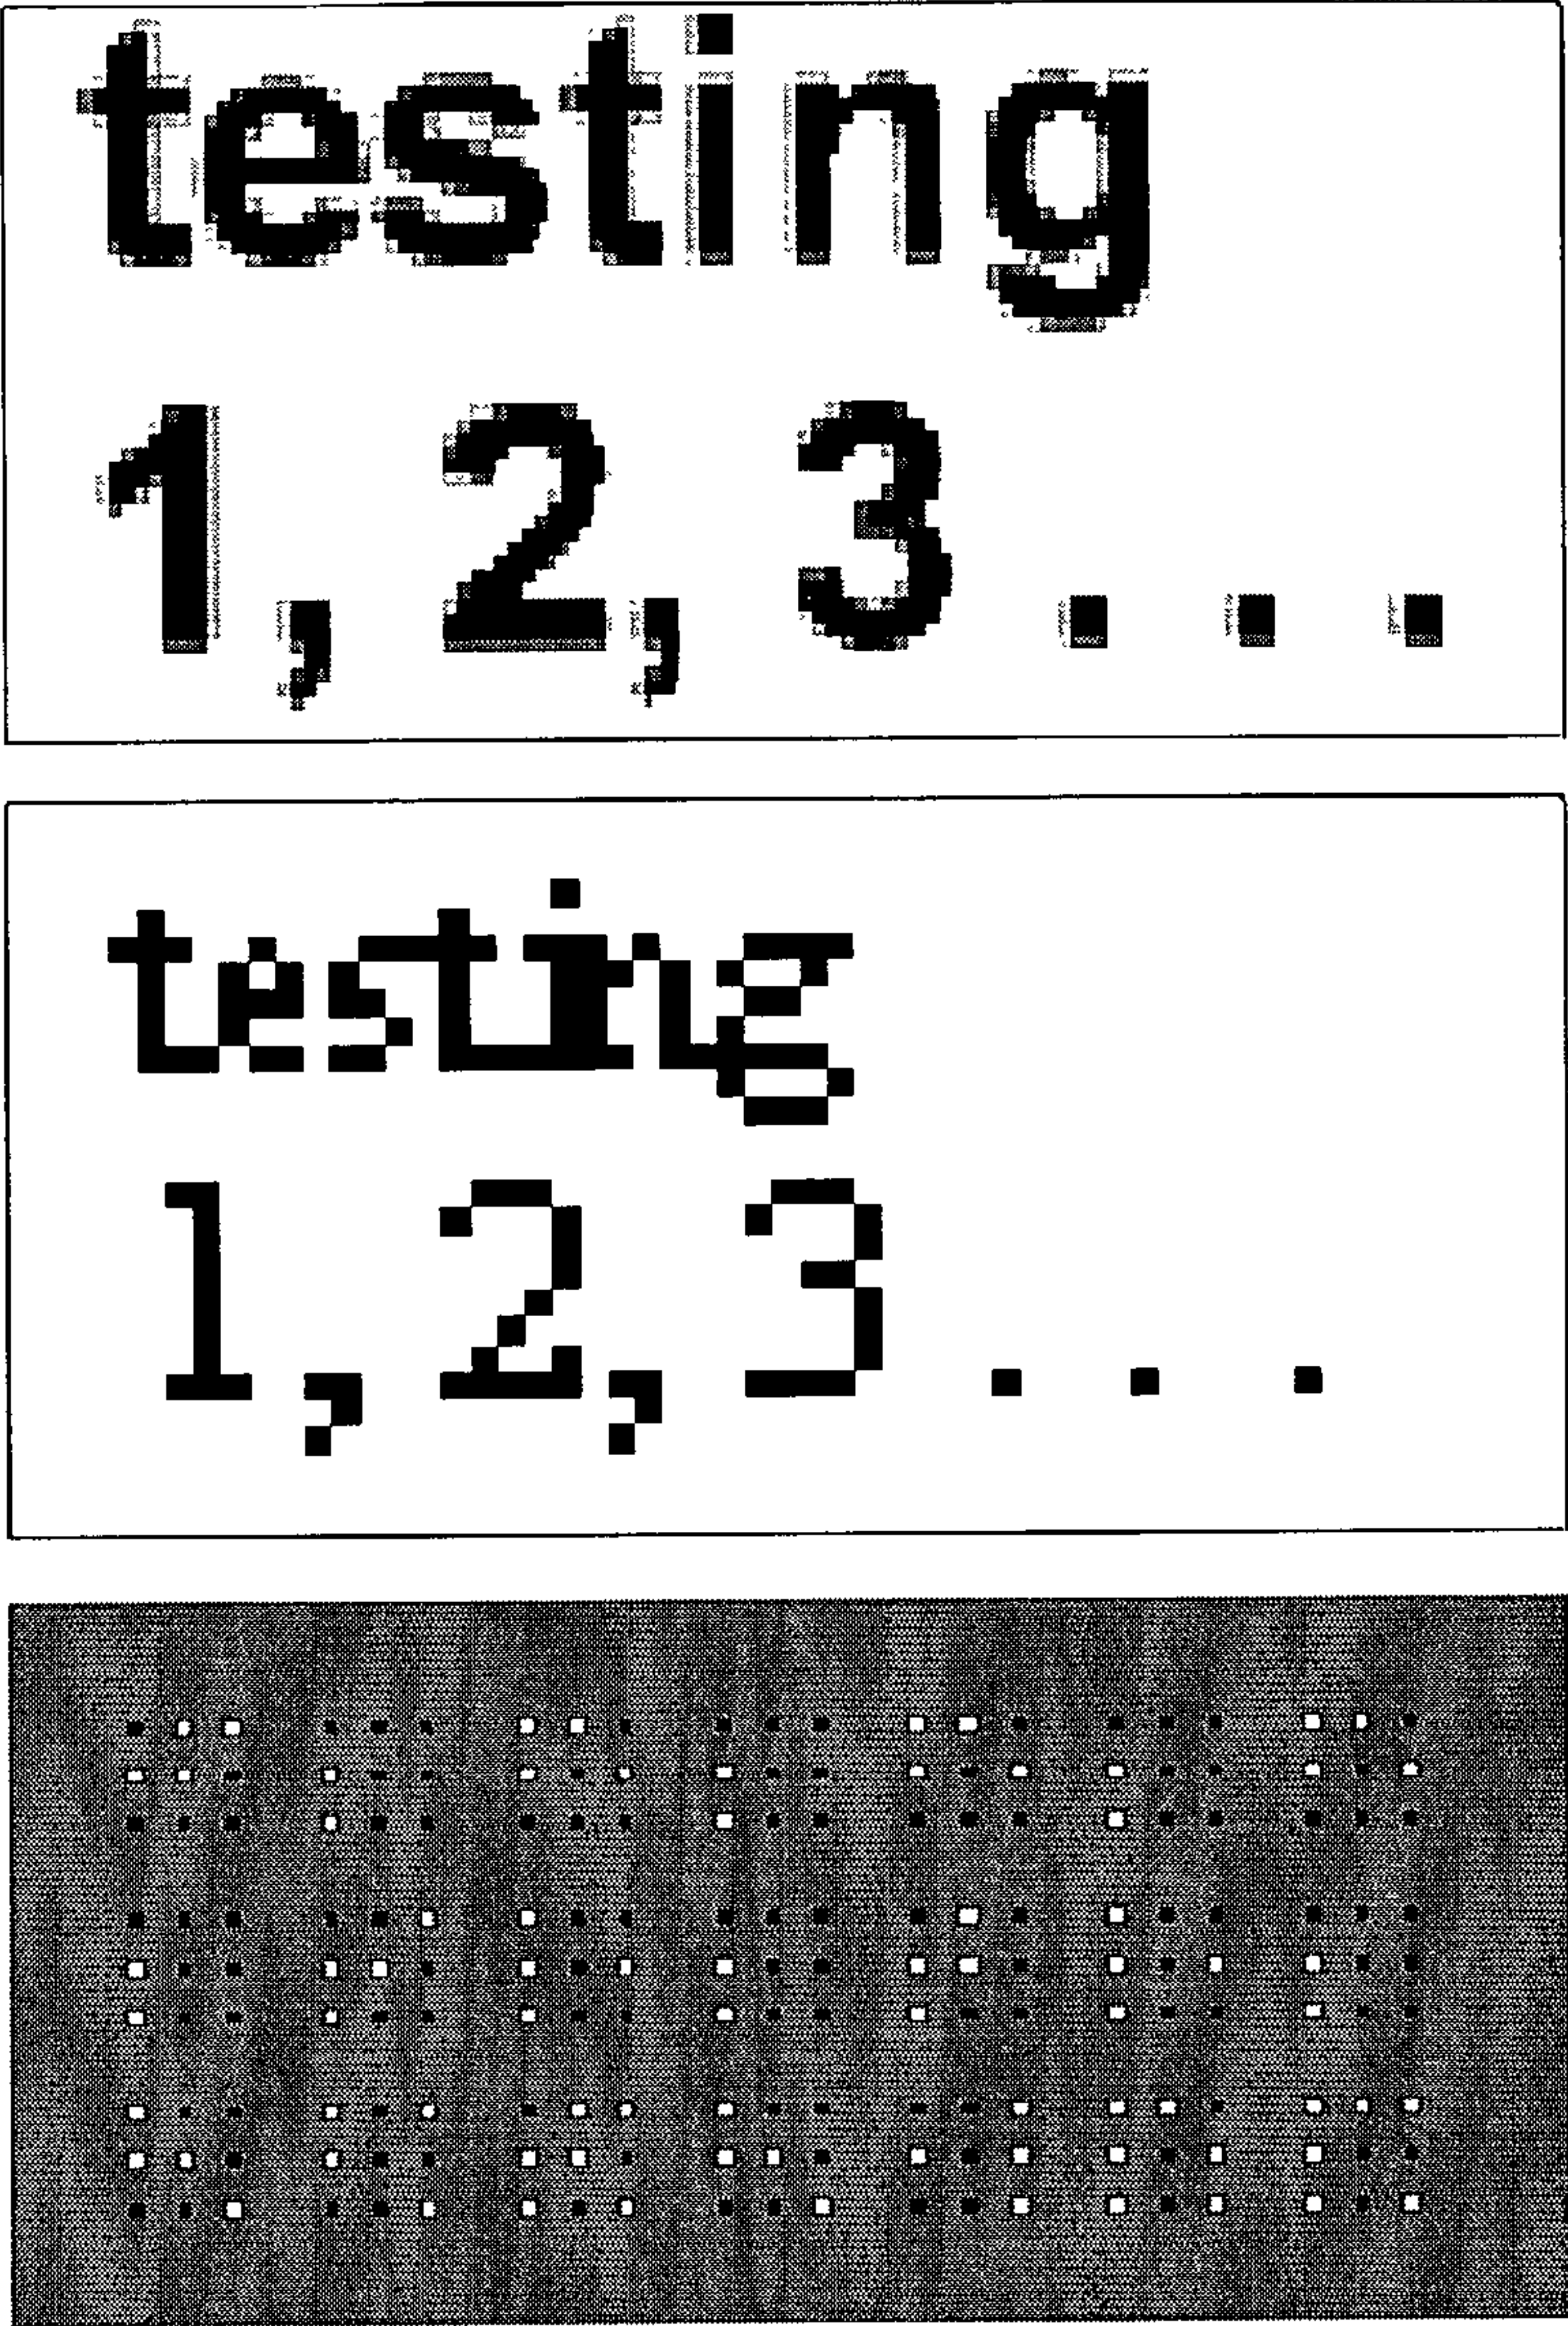 testing
1, 2, 3 . . .
testing
1, 2, 3 . . .